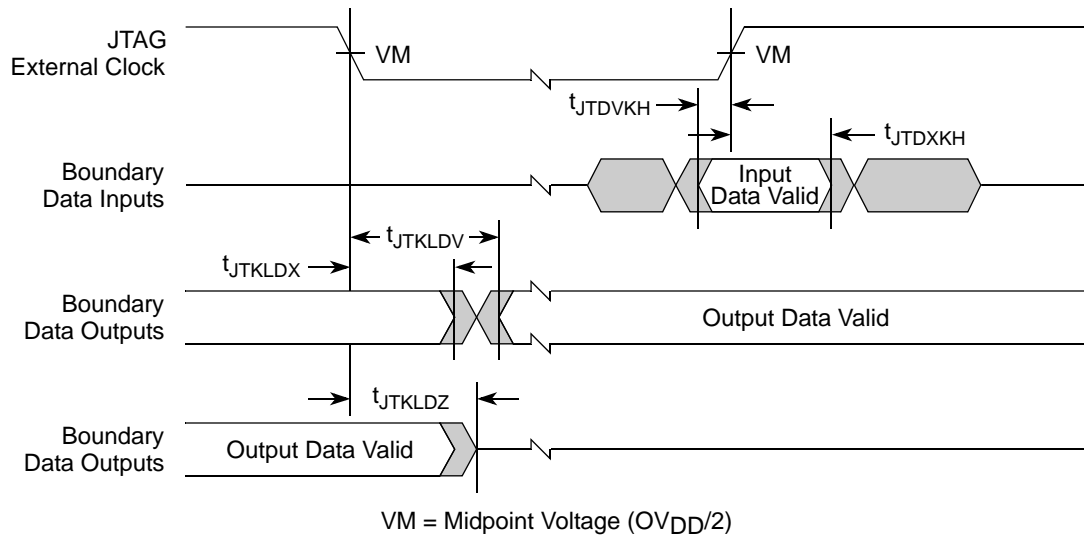 JTAG
External Clock
VM
VM
tJTDVKH
tJTDXKH
Boundary
Data Inputs
Input
Data Valid
tJTKLDV
tJTKLDX
Boundary
Data Outputs
Output Data Valid
tJTKLDZ
Boundary
Data Outputs
Output Data Valid
VM = Midpoint Voltage (OVDD/2)